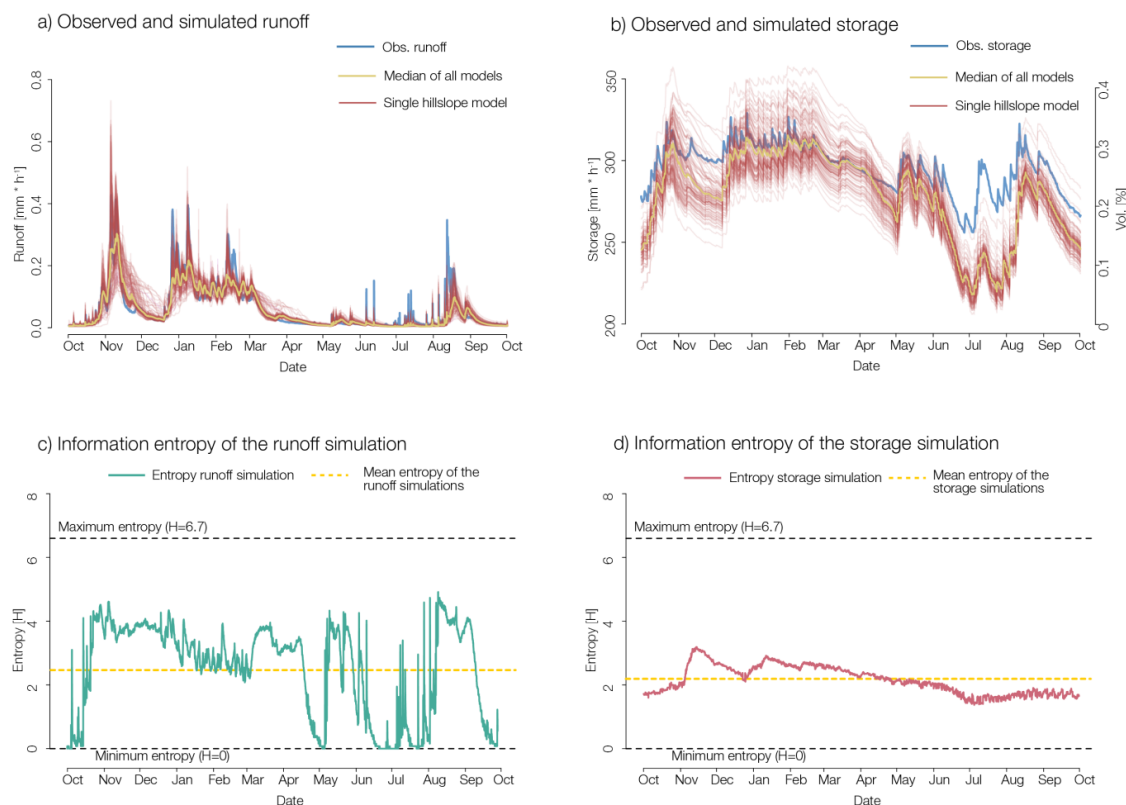 a) Observed and simulated runoff
Obs. runoff
Median of all models
Single hillslope model
Runoff [mm * h⁻¹]
0.8
0.6
0.4
0.2
0.0
Oct Nov Dec Jan Feb Mar Apr May Jun Jul Aug Sep Oct
Date
b) Observed and simulated storage
Obs. storage
Median of all models
Single hillslope model
Storage [mm * h⁻¹]
350
300
250
200
Vol. [%]
0.4
0.3
0.2
0.1
0
Oct Nov Dec Jan Feb Mar Apr May Jun Jul Aug Sep Oct
Date
c) Information entropy of the runoff simulation
Entropy runoff simulation
Mean entropy of the
runoff simulations
Entropy [H]
8
6
4
2
0
Maximum entropy (H=6.7)
Minimum entropy (H=0)
Oct Nov Dec Jan Feb Mar Apr May Jun Jul Aug Sep Oct
Date
d) Information entropy of the storage simulation
Entropy storage simulation
Mean entropy of the
storage simulations
Entropy [H]
8
6
4
2
0
Maximum entropy (H=6.7)
Minimum entropy (H=0)
Oct Nov Dec Jan Feb Mar Apr May Jun Jul Aug Sep Oct
Date